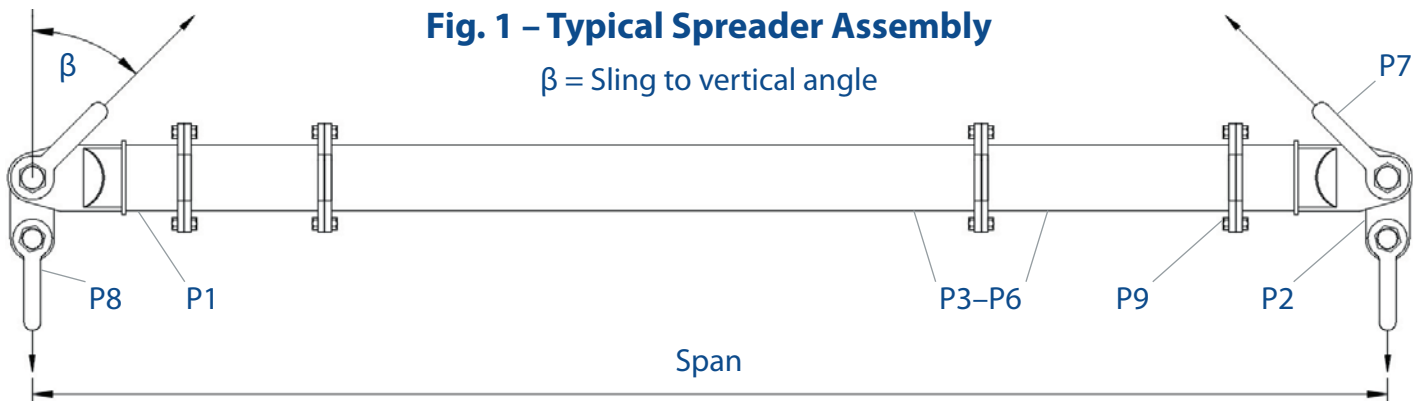 Fig. 1 – Typical Spreader Assembly
β
β = Sling to vertical angle
P7
P8
P1
P3–P6
P9
P2
Span